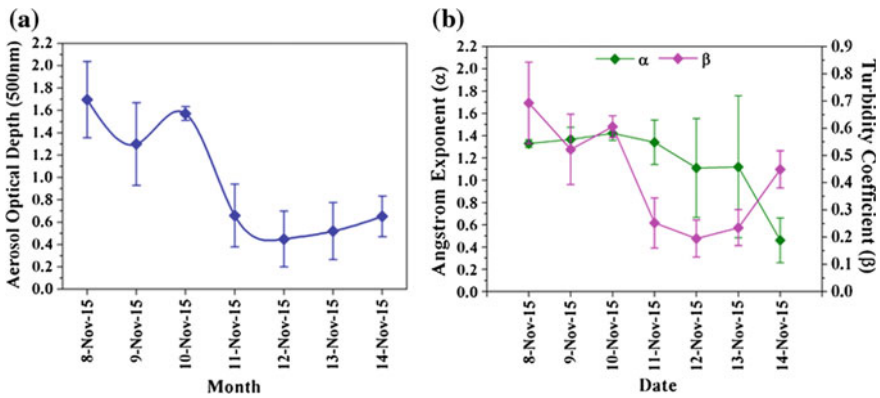 (a)
Aerosol Optical Depth (500nm)
2.2
2.0
1.8
1.6
1.4
1.2
1.0
0.8
0.6
0.4
0.2
0.0
8-Nov-15
9-Nov-15
10-Nov-15
11-Nov-15
12-Nov-15
13-Nov-15
14-Nov-15
Month
(b)
Angstrom Exponent (α)
2.2
2.0
1.8
1.6
1.4
1.2
1.0
0.8
0.6
0.4
0.2
0.0
α
β
0.9
0.8
0.7
0.6
0.5
0.4
0.3
0.2
0.1
0.0
Turbidity Coefficient (β)
8-Nov-15
9-Nov-15
10-Nov-15
11-Nov-15
12-Nov-15
13-Nov-15
14-Nov-15
Date